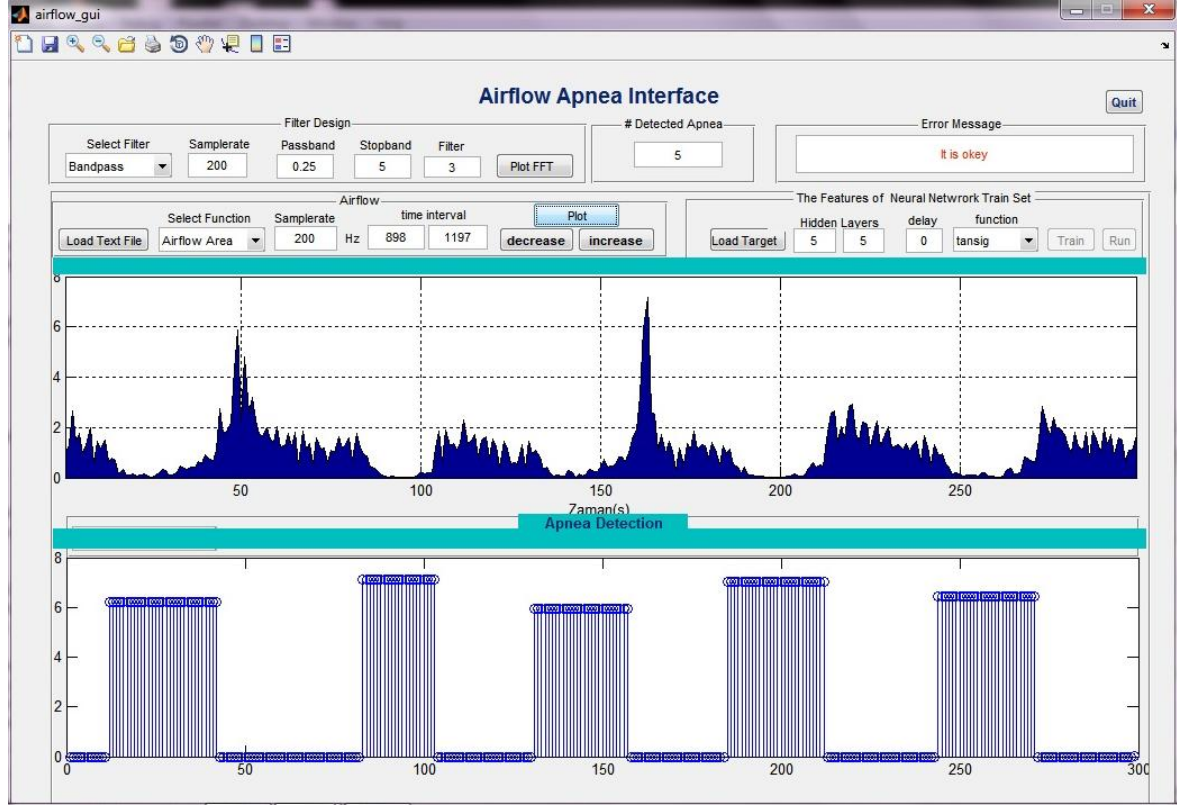 airflow_gui
Airflow Apnea Interface
Quit
Filter Design
Select Filter Samplerate Passband Stopband Filter
Bandpass 200 0.25 5 3 Plot FFT
# Detected Apnea
5
Error Message
It is okey
Airflow
Select Function Samplerate time interval Plot
Load Text File Airflow Area 200 Hz 898 1197 decrease increase
The Features of Neural Netwrork Train Set
Hidden Layers delay function
Load Target 5 5 0 tansig Train Run
8
6
4
2
0
50 100 150 200 250
Zaman(s)
Apnea Detection
8
6
4
2
0
0 50 100 150 200 250 300